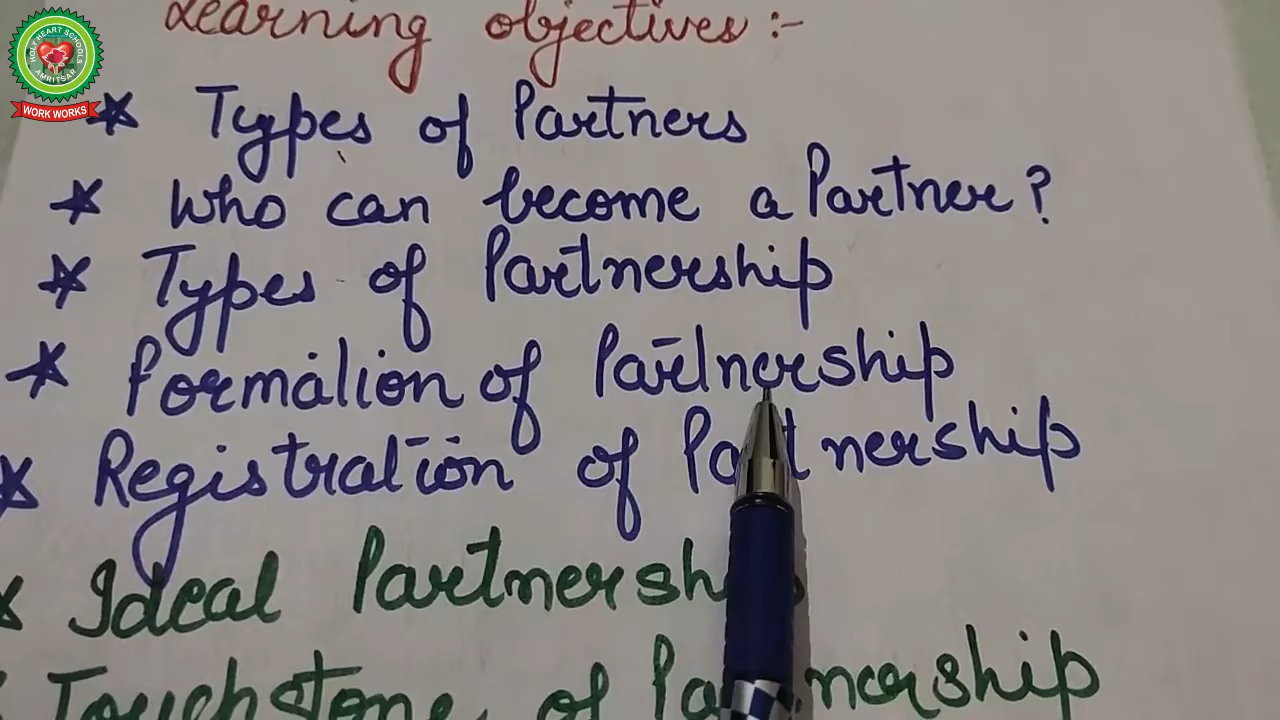 Learning objectives :-
HOLY HEART SCHOOLS
AMRITSAR
WORK WORKS
* Types of Partners
* Who can become a Partner?
* Types of Partnership
* Formation of Partnership
* Registration of Partnership
* Ideal Partnership
* Touchstone of Partnership